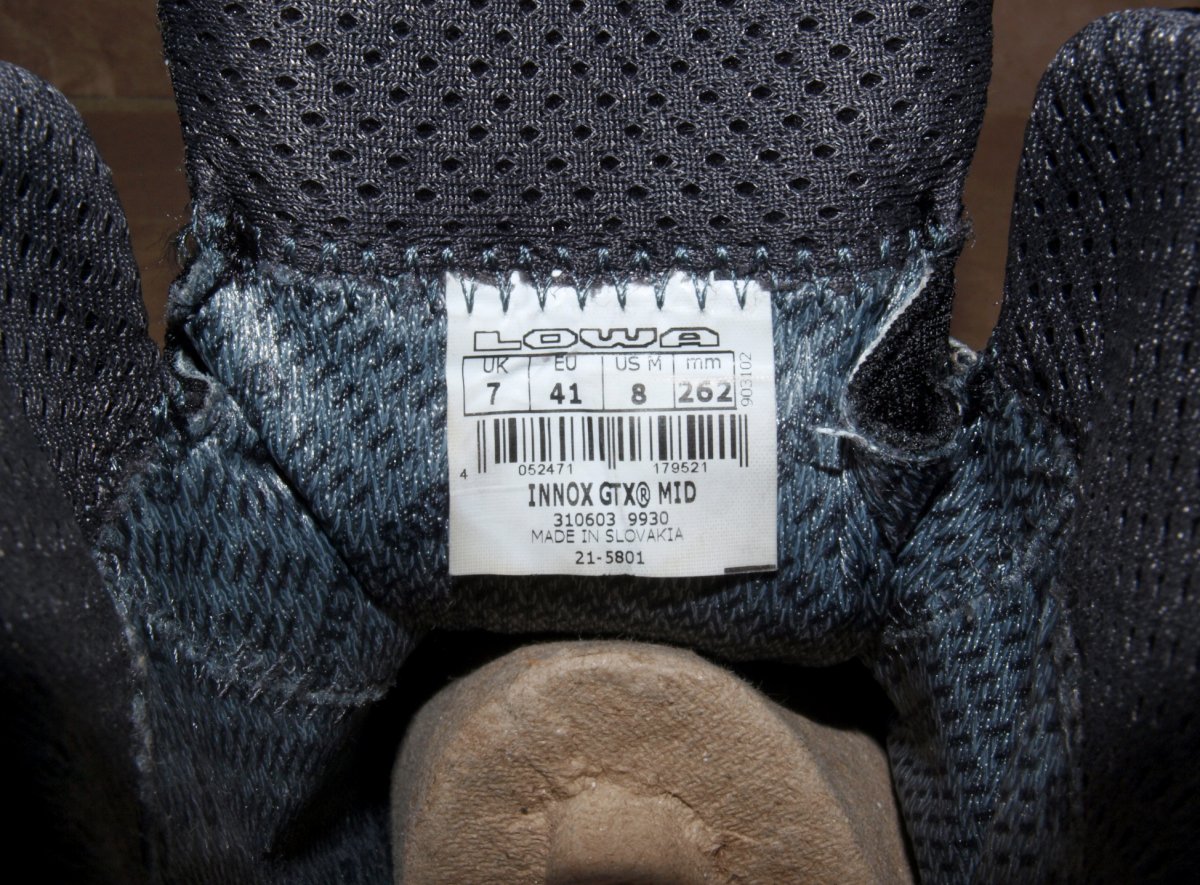 LOWA
UK EU US M mm
7 41 8 262
903102
4 052471 179521
INNOX GTX® MID
310603 9930
MADE IN SLOVAKIA
21-5801